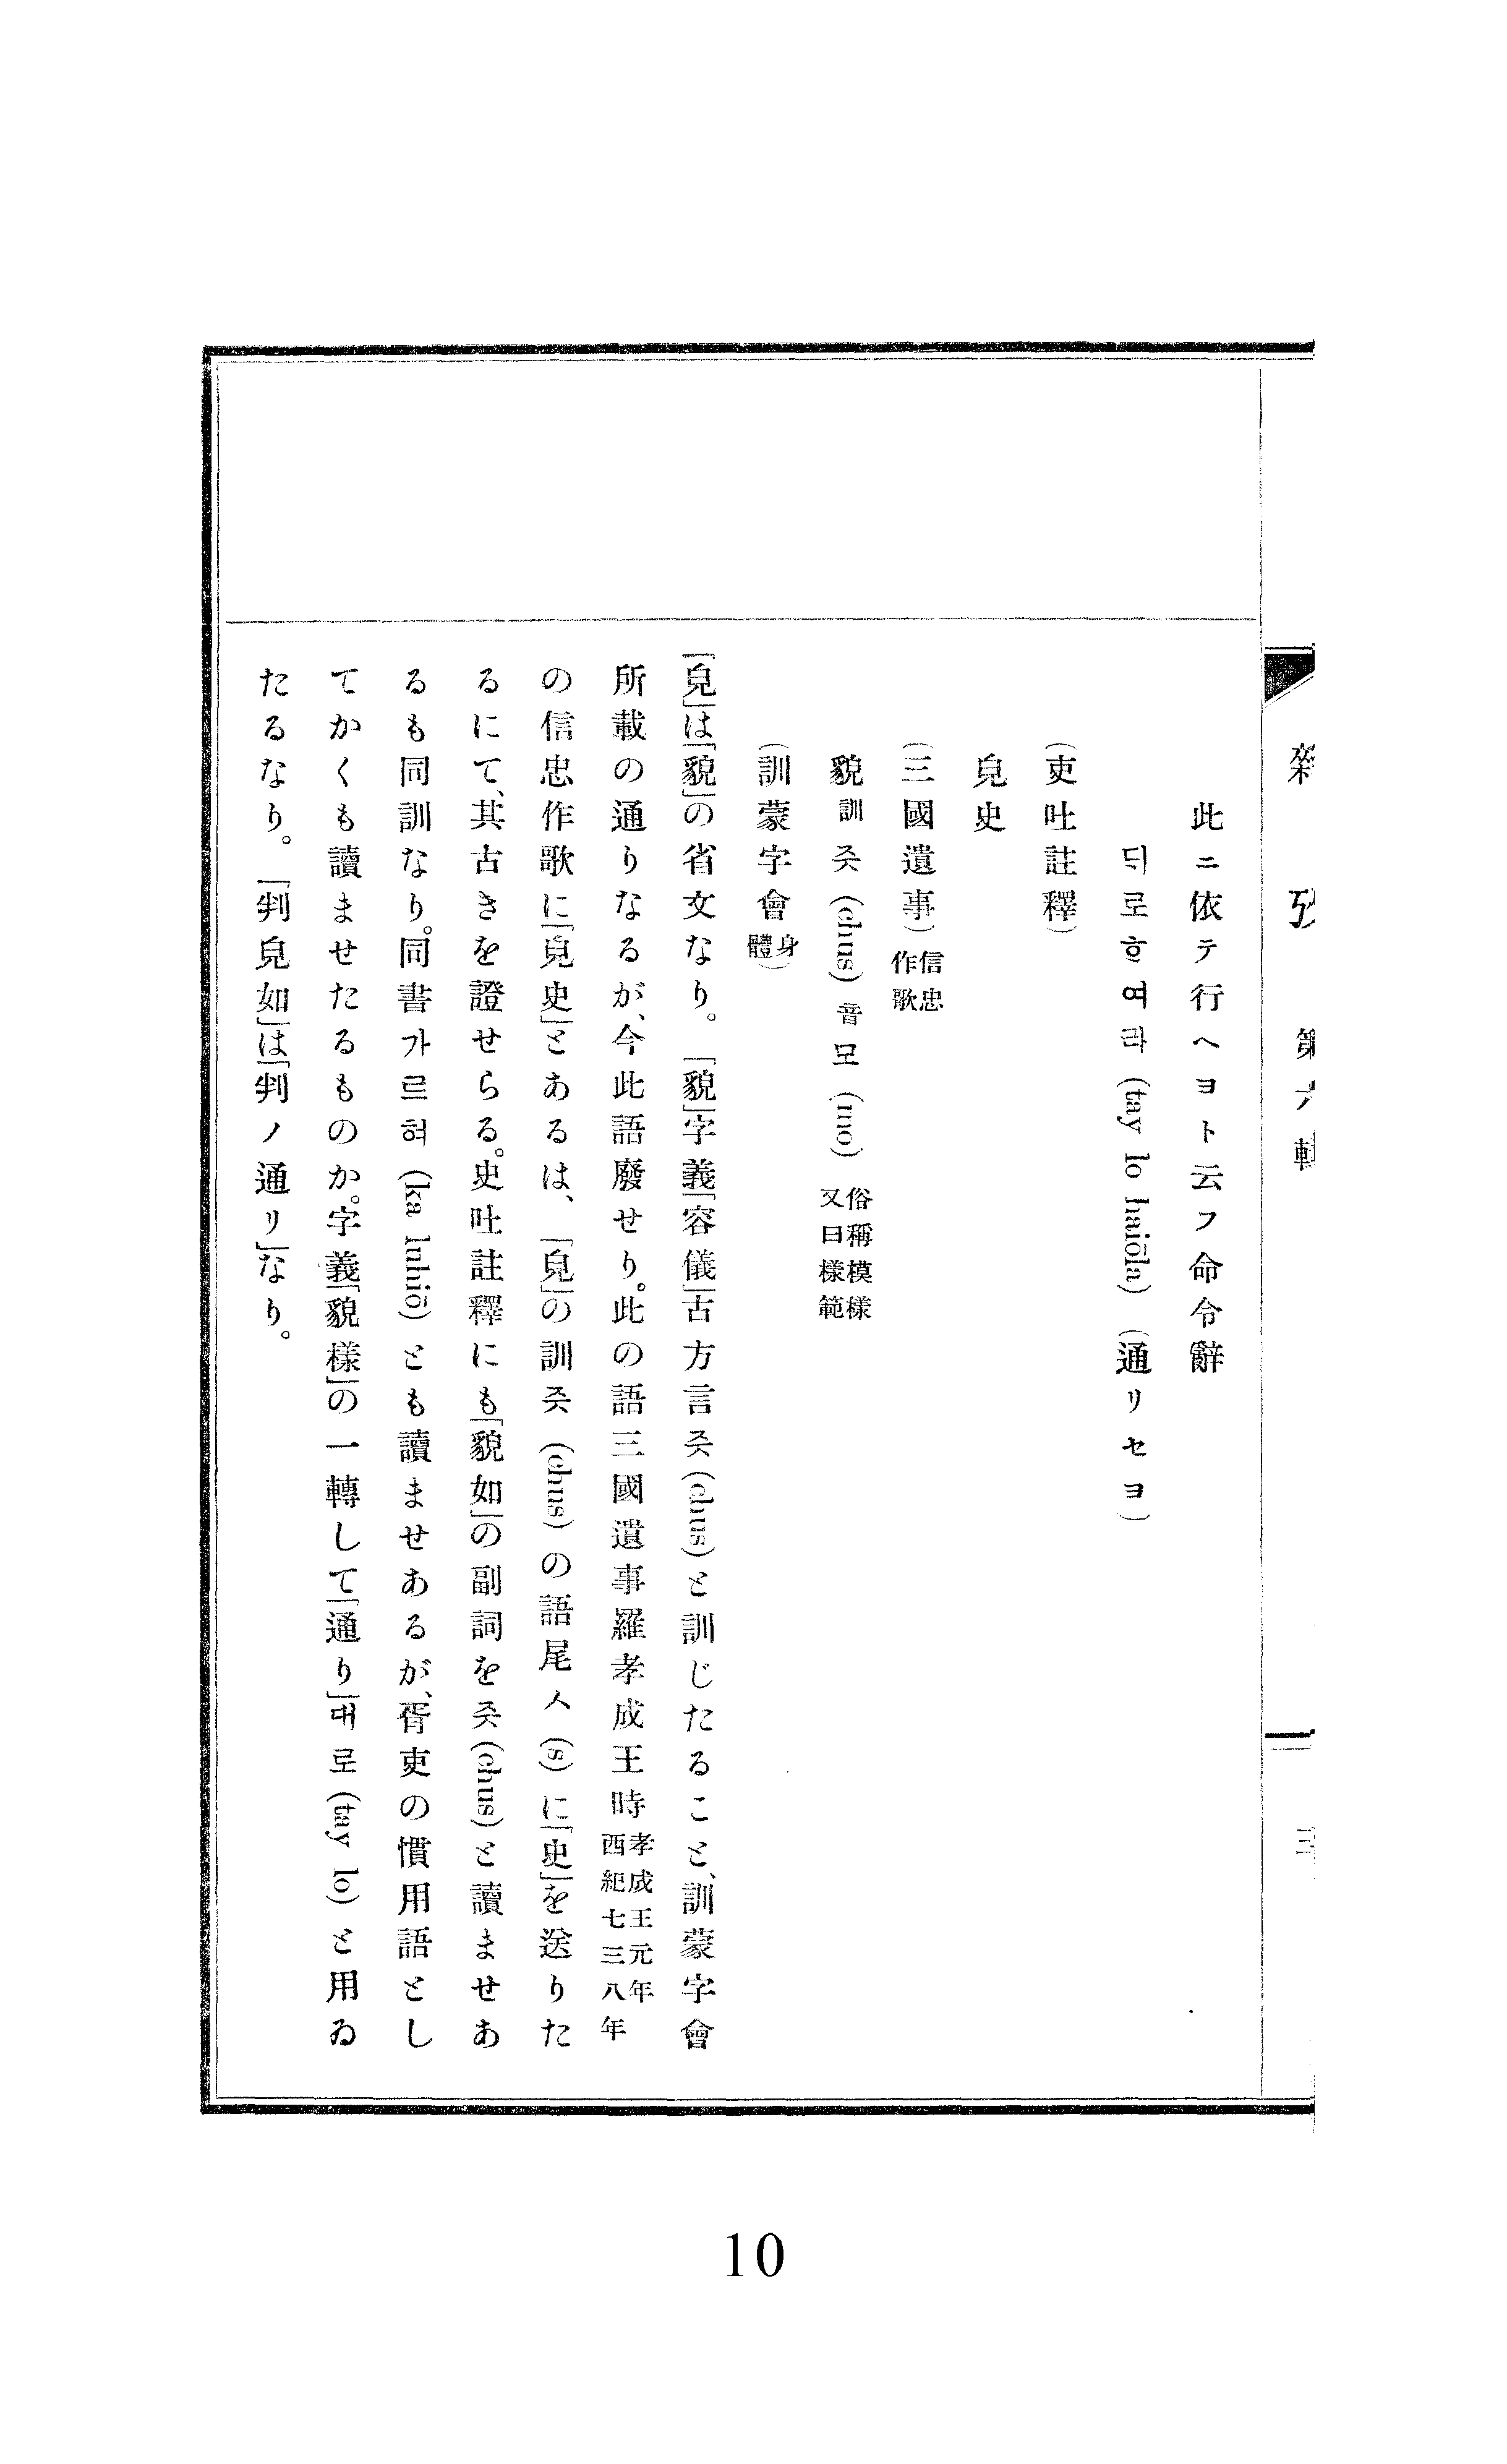 雜攷 第六輯 三
此ニ依テ行ヘヨト云フ命令辭
듸로ᄒᆞ여라 (tay lo haiŏla) (通リセヨ)
(吏吐註釋)
皃史
(三國遺事) 信忠作歌
貌 訓 즛 (chus) 音 모 (mo) 俗稱模樣又曰樣範
(訓蒙字會 身體)
「皃」は「貌」の省文なり。「貌」字義「容儀」古方言즛(chus)と訓じたること、訓蒙字會
所載の通りなるが、今此語廢せり。此の語三國遺事羅孝成王時 孝成王元年西紀七三八年
の信忠作歌に「皃史」とあるは、「皃」の訓즛 (chus) の語尾ㅅ (s) に「史」を送りた
るにて、其古きを證せらる。吏吐註釋にも「貌如」の副詞を즛(chus)と讀ませあ
るも同訓なり。同書가르혀 (ka luhiŏ) とも讀ませあるが、胥吏の慣用語とし
てかくも讀ませたるものか。字義「貌樣」の一轉して「通り」대로 (tay lo) と用ゐ
たるなり。「判皃如」は「判ノ通リ」なり。
10